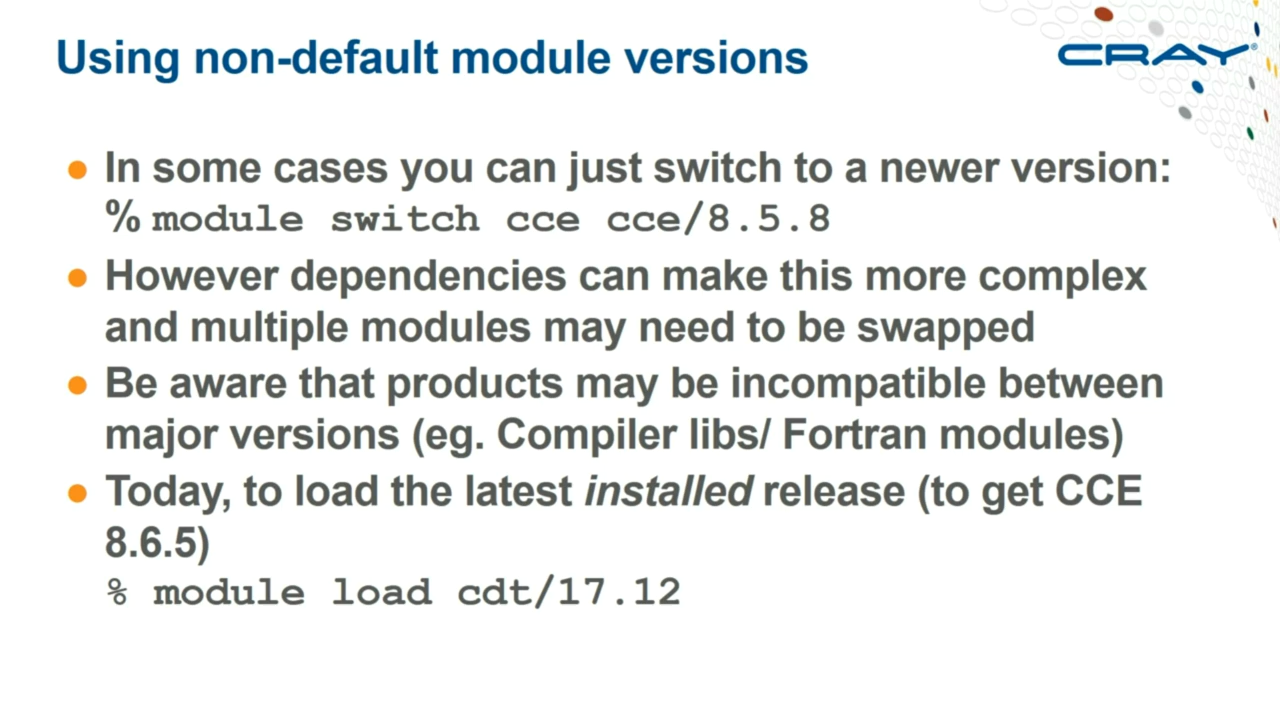 Using non-default module versions
CRAY®
In some cases you can just switch to a newer version:
% module switch cce cce/8.5.8
However dependencies can make this more complex
and multiple modules may need to be swapped
Be aware that products may be incompatible between
major versions (eg. Compiler libs/ Fortran modules)
Today, to load the latest installed release (to get CCE
8.6.5)
% module load cdt/17.12